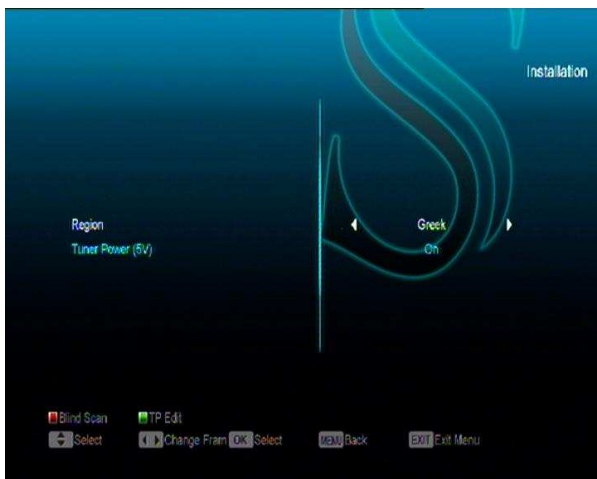 Installation
Region Greek
Tuner Power (5V) On
Blind Scan TP Edit
Select Change Fram OK Select MENU Back EXIT Exit Menu